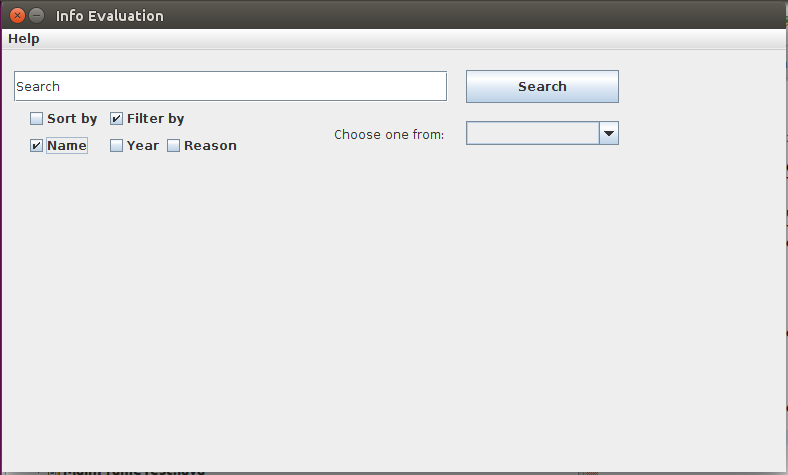 Info Evaluation
Help
Search
Search
Sort by
Filter by
Choose one from:
Name
Year
Reason